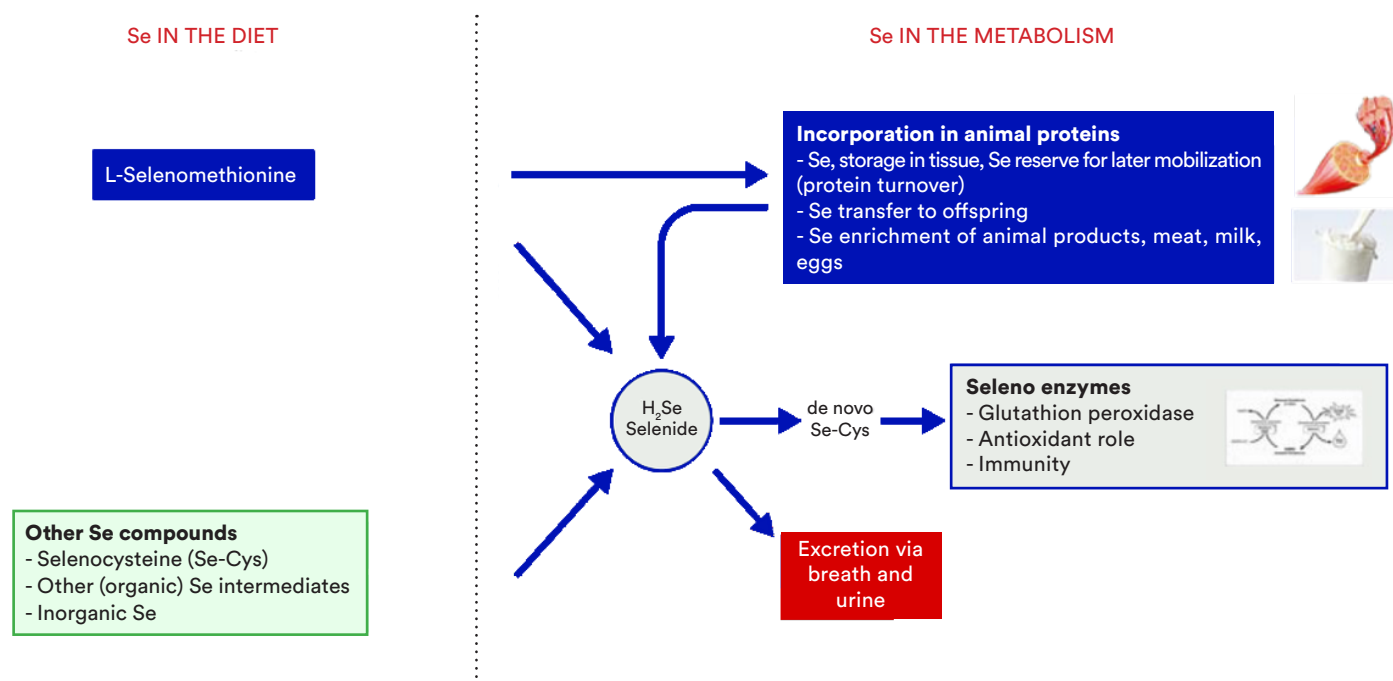 Se IN THE DIET
Se IN THE METABOLISM
L-Selenomethionine
Incorporation in animal proteins
- Se, storage in tissue, Se reserve for later mobilization
(protein turnover)
- Se transfer to offspring
- Se enrichment of animal products, meat, milk,
eggs
H₂Se
Selenide
de novo
Se-Cys
Seleno enzymes
- Glutathion peroxidase
- Antioxidant role
- Immunity
Other Se compounds
- Selenocysteine (Se-Cys)
- Other (organic) Se intermediates
- Inorganic Se
Excretion via
breath and
urine